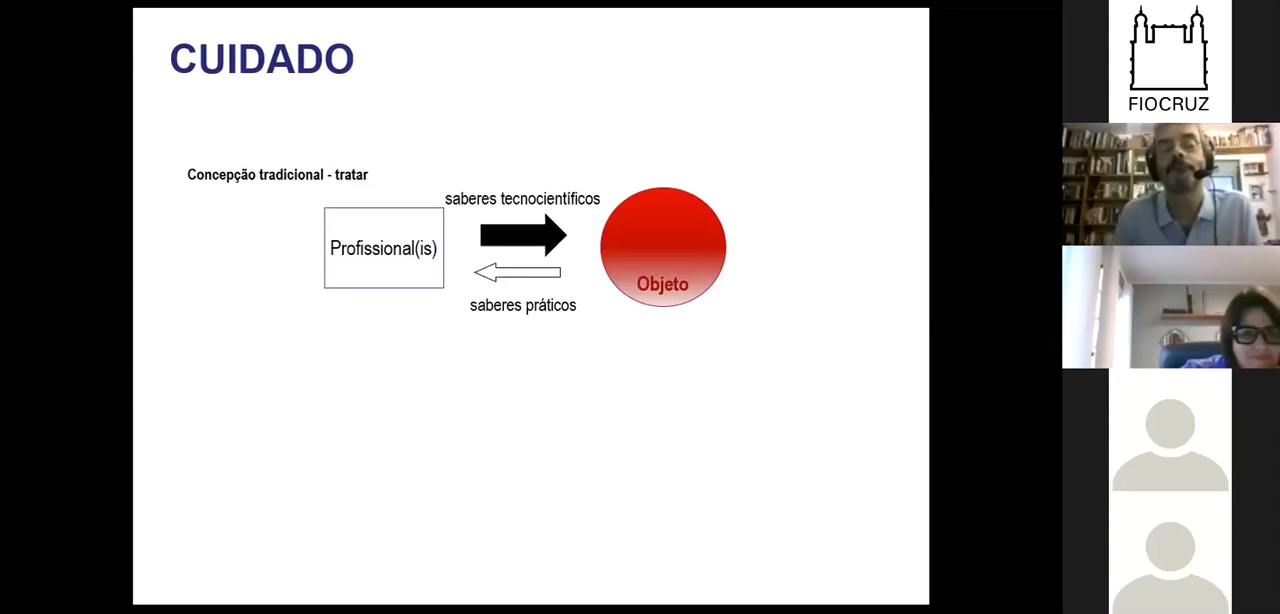 CUIDADO
Concepção tradicional - tratar
saberes tecnocientíficos
Profissional(is)
Objeto
saberes práticos
FIOCRUZ